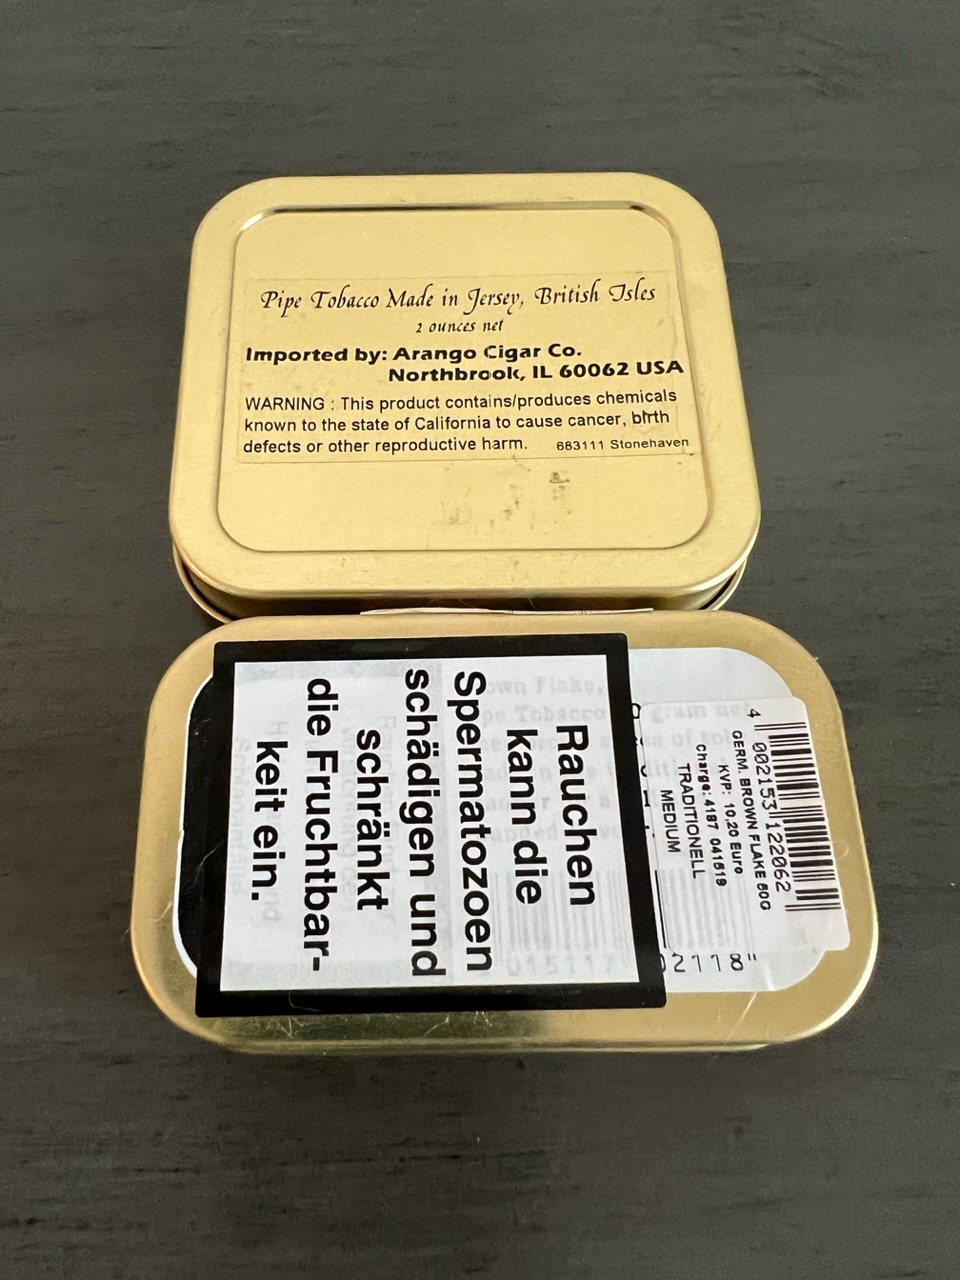 Pipe Tobacco Made in Jersey, British Isles
2 ounces net
Imported by: Arango Cigar Co.
Northbrook, IL 60062 USA
WARNING : This product contains/produces chemicals
known to the state of California to cause cancer, birth
defects or other reproductive harm. 683111 Stonehaven
Rauchen
kann die
Spermatozoen
schädigen und
schränkt
die Fruchtbar-
keit ein.
4 002153 122062
GERM. BROWN FLAKE 50G
KVP: 10,20 Euro
Charge: 4197 041519
TRADITIONELL
MEDIUM